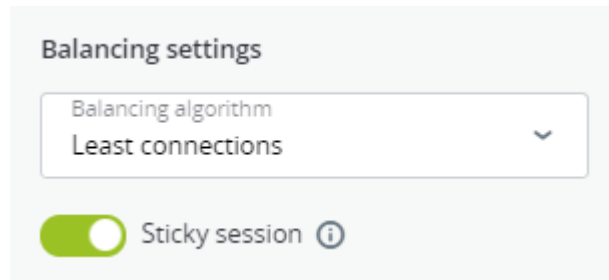 Balancing settings
Balancing algorithm
Least connections
Sticky session